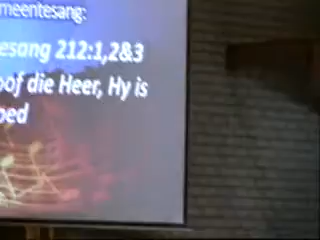 meentesang:
esang 212:1,2&3
oof die Heer, Hy is
oed